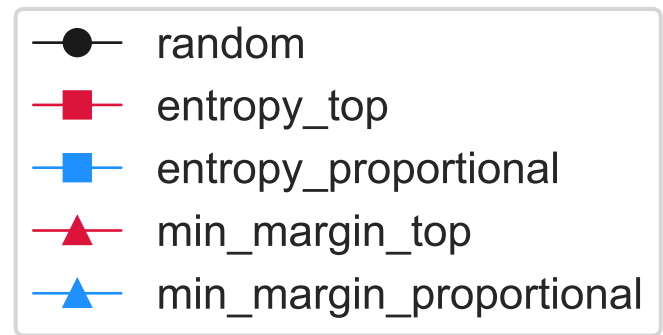 random
entropy_top
entropy_proportional
min_margin_top
min_margin_proportional